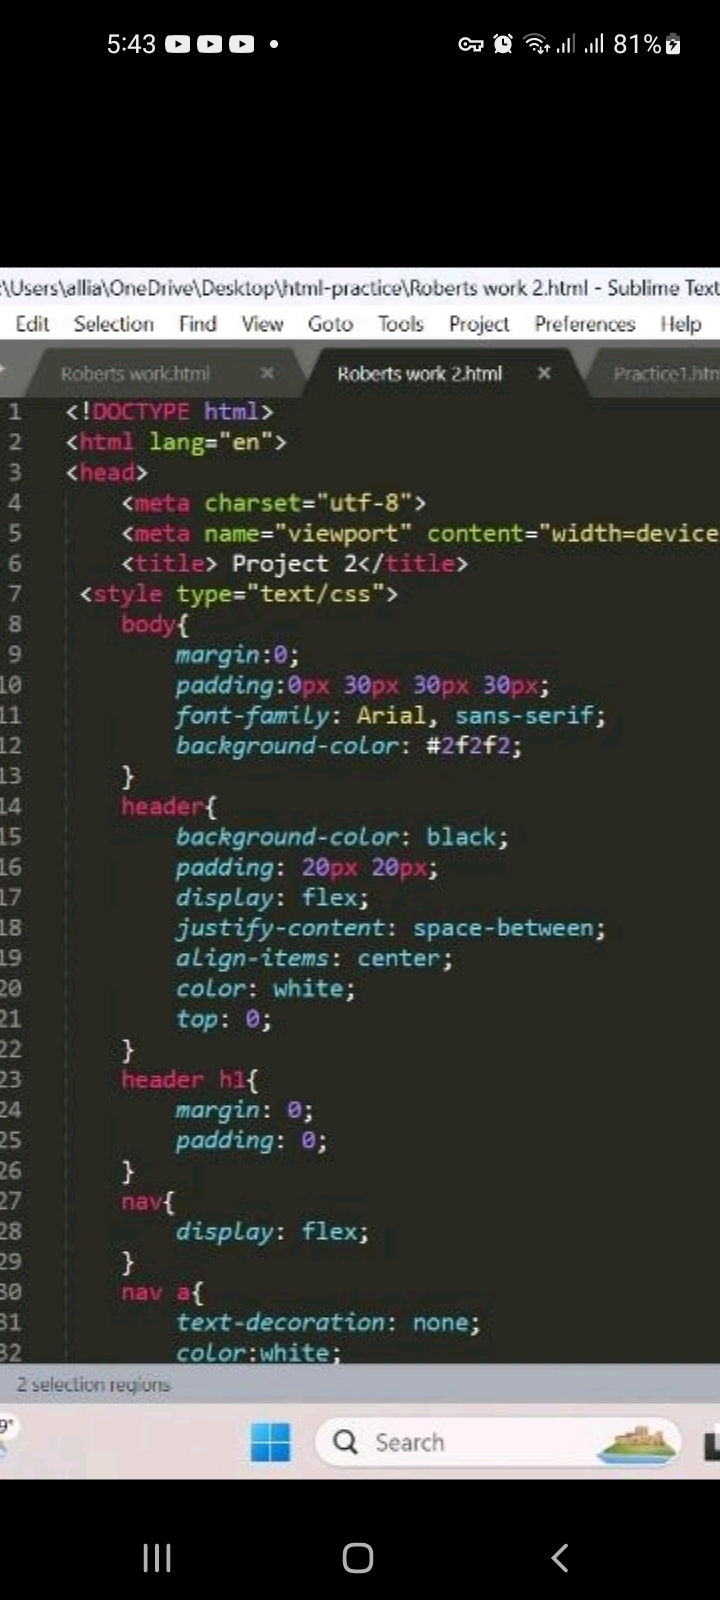 5:43 81%
:\Users\allia\OneDrive\Desktop\html-practice\Roberts work 2.html - Sublime Text
Edit Selection Find View Goto Tools Project Preferences Help
Roberts work.html × Roberts work 2.html × Practice1.htm
1 <!DOCTYPE html>
2 <html lang="en">
3 <head>
4 <meta charset="utf-8">
5 <meta name="viewport" content="width=device
6 <title> Project 2</title>
7 <style type="text/css">
8 body{
9 margin:0;
10 padding:0px 30px 30px 30px;
11 font-family: Arial, sans-serif;
12 background-color: #2f2f2;
13 }
14 header{
15 background-color: black;
16 padding: 20px 20px;
17 display: flex;
18 justify-content: space-between;
19 align-items: center;
20 color: white;
21 top: 0;
22 }
23 header h1{
24 margin: 0;
25 padding: 0;
26 }
27 nav{
28 display: flex;
29 }
30 nav a{
31 text-decoration: none;
32 color:white;
2 selection regions
9°
Search